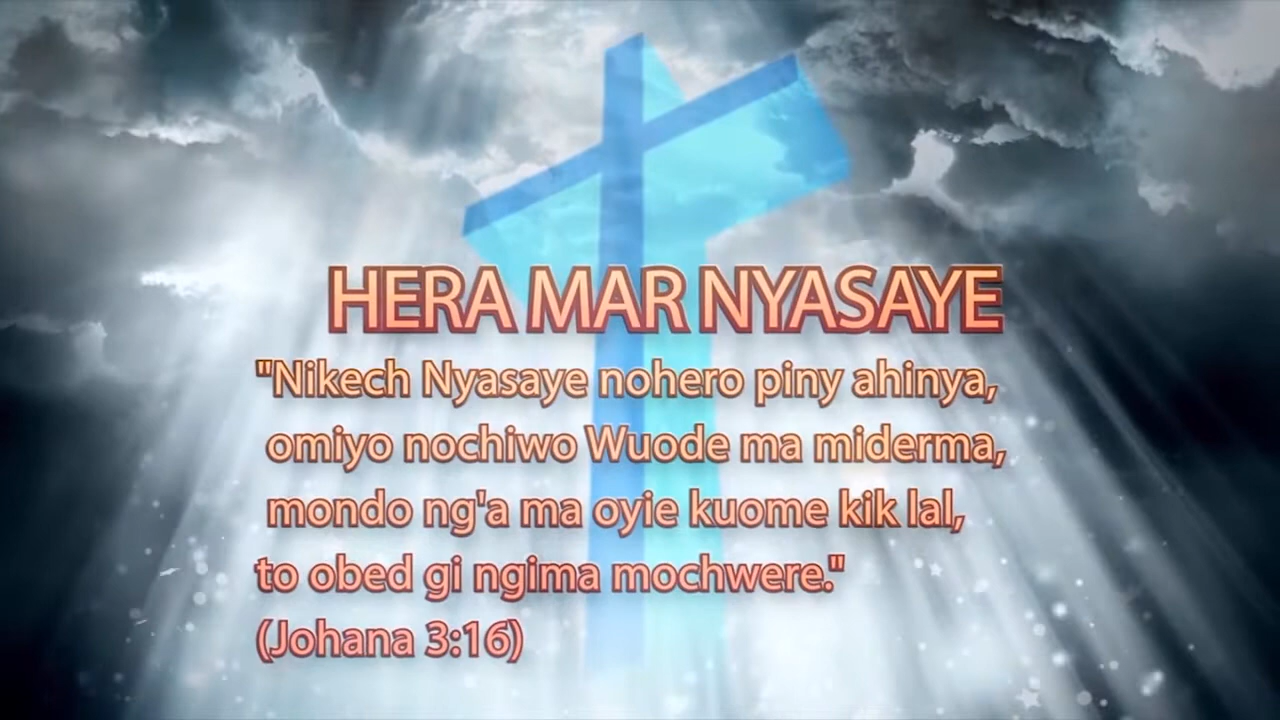 HERA MAR NYASAYE
"Nikech Nyasaye nohero piny ahinya,
omiyo nochiwo Wuode ma miderma,
mondo ng'a ma oyie kuome kik lal,
to obed gi ngima mochwere."
(Johana 3:16)